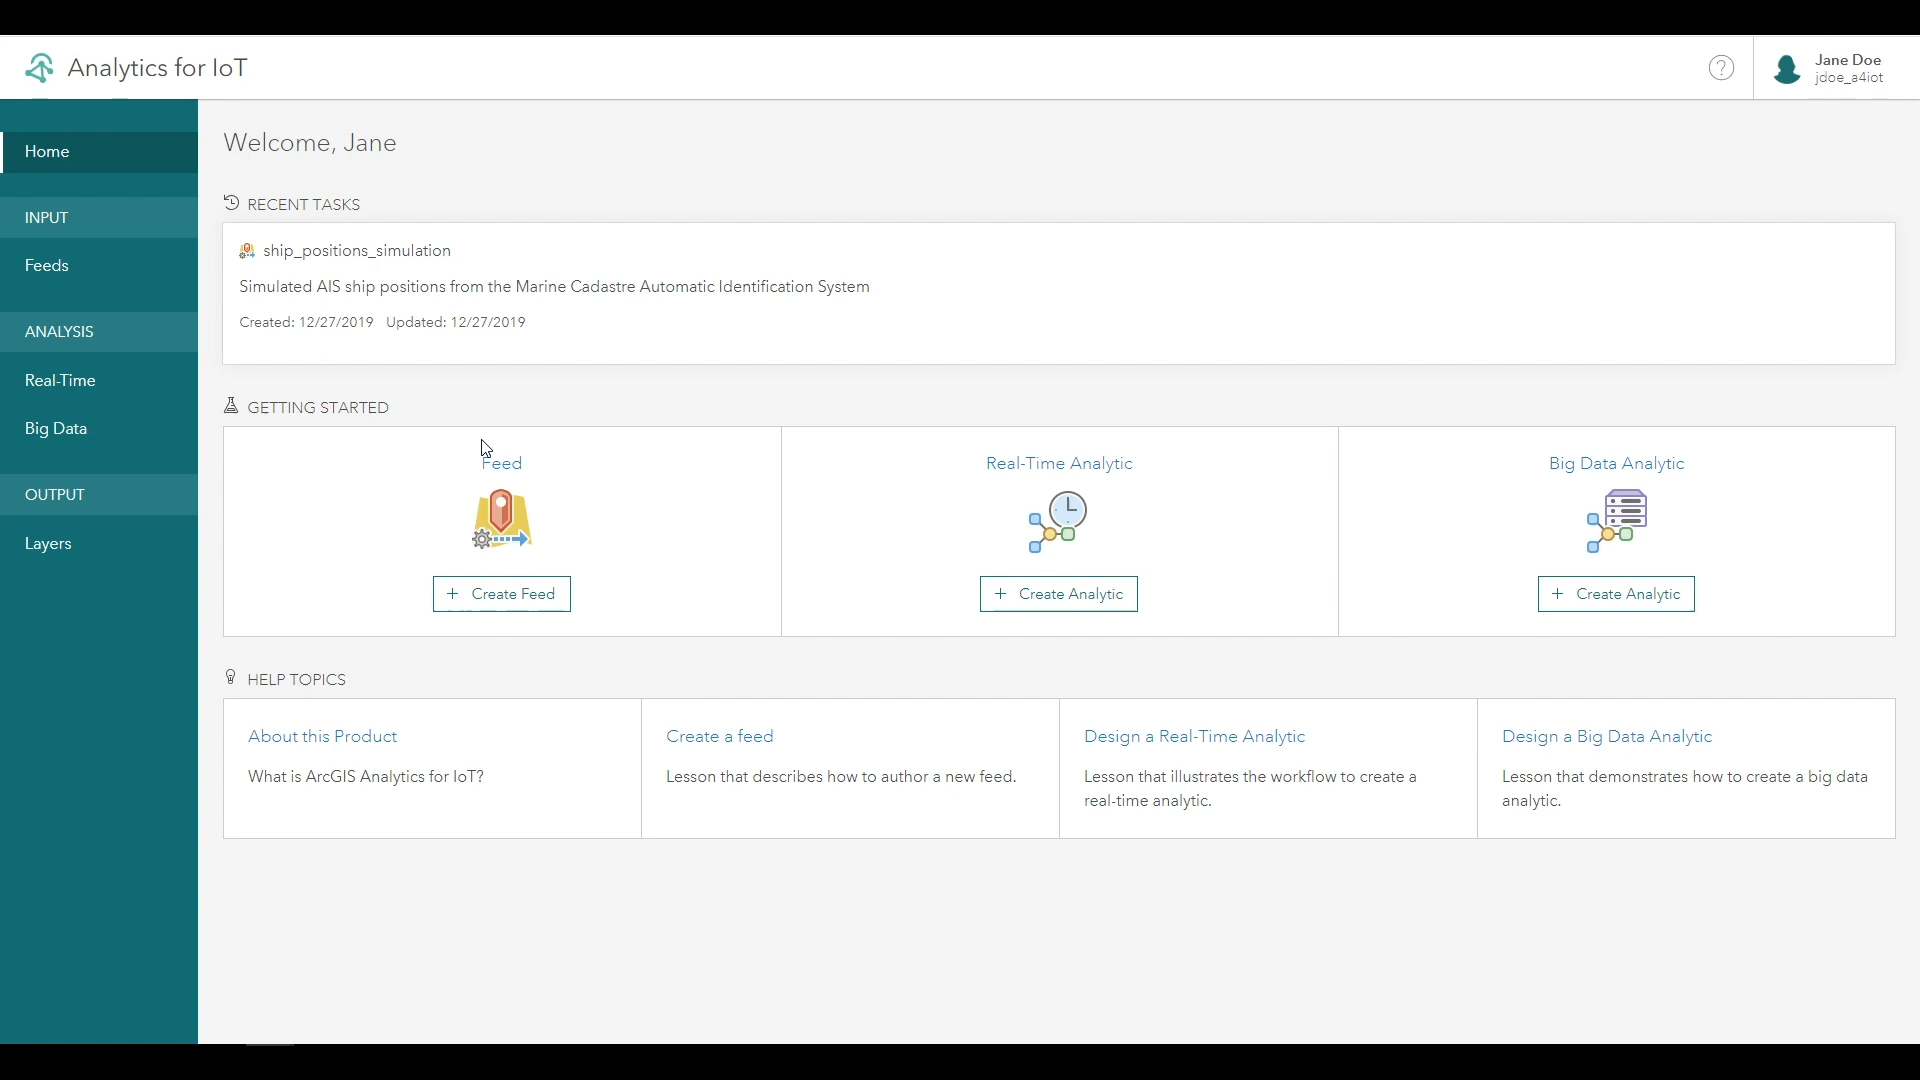 Analytics for IoT
Jane Doe
jdoe_a4iot
Home
INPUT
Feeds
ANALYSIS
Real-Time
Big Data
OUTPUT
Layers
Welcome, Jane
RECENT TASKS
ship_positions_simulation
Simulated AIS ship positions from the Marine Cadastre Automatic Identification System
Created: 12/27/2019 Updated: 12/27/2019
GETTING STARTED
Feed
+ Create Feed
Real-Time Analytic
+ Create Analytic
Big Data Analytic
+ Create Analytic
HELP TOPICS
About this Product
What is ArcGIS Analytics for IoT?
Create a feed
Lesson that describes how to author a new feed.
Design a Real-Time Analytic
Lesson that illustrates the workflow to create a
real-time analytic.
Design a Big Data Analytic
Lesson that demonstrates how to create a big data
analytic.